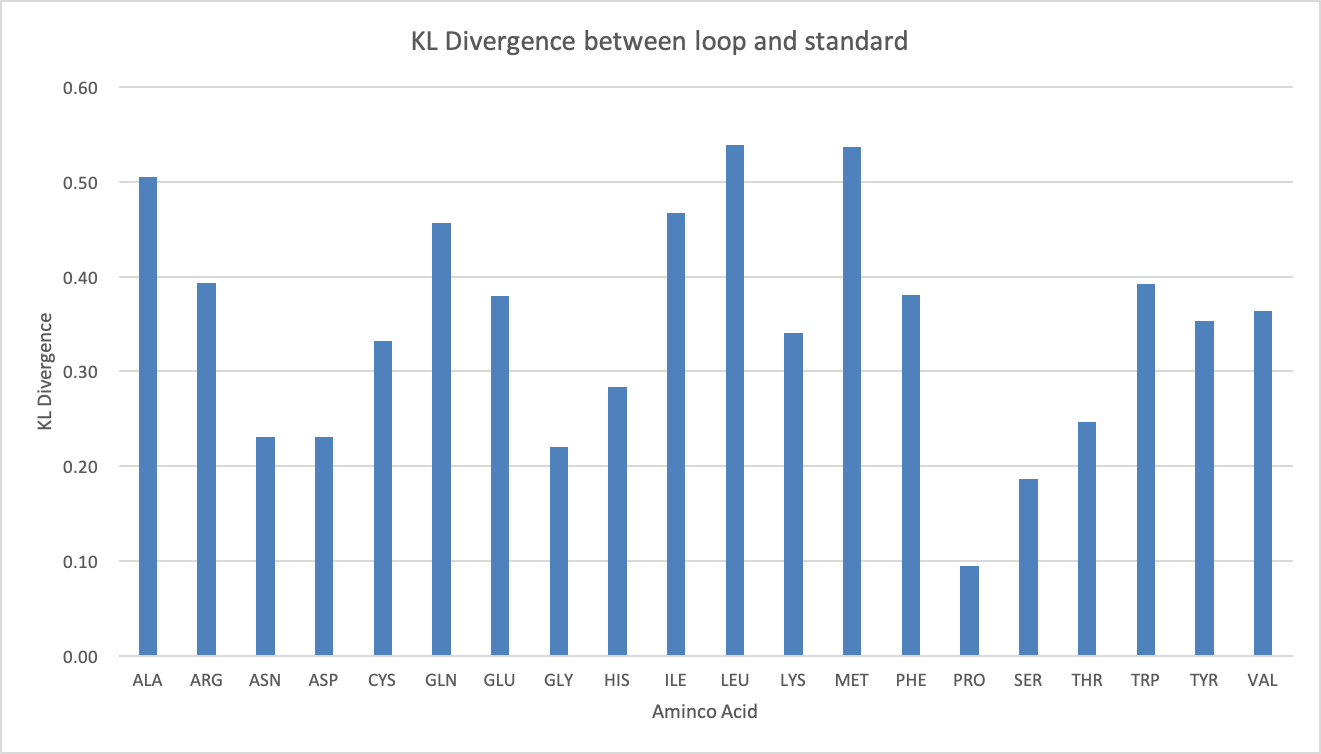 KL Divergence between loop and standard
KL Divergence
0.60
0.50
0.40
0.30
0.20
0.10
0.00
ALA ARG ASN ASP CYS GLN GLU GLY HIS ILE LEU LYS MET PHE PRO SER THR TRP TYR VAL
Aminco Acid